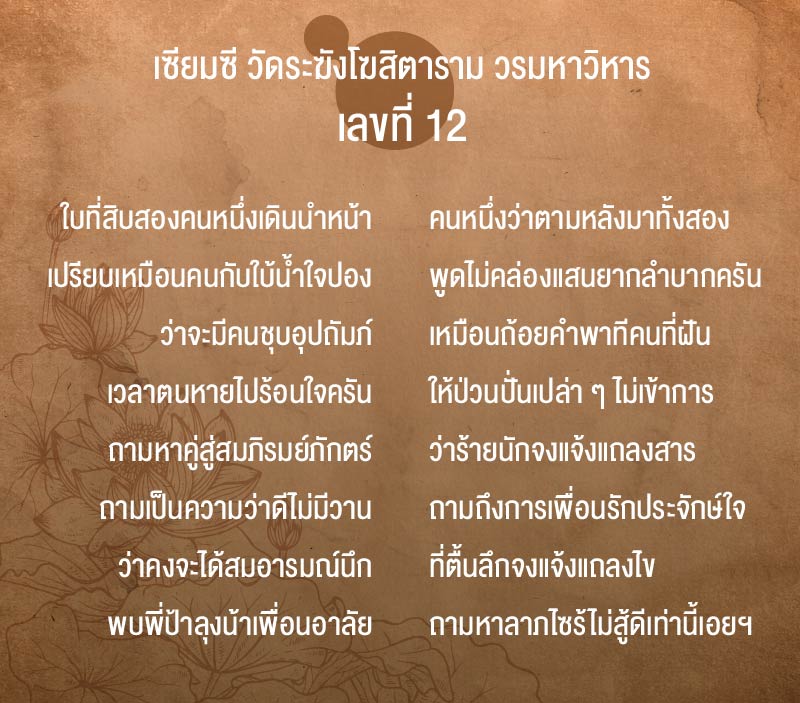 เซียมซี วัดระฆังโฆสิตาราม วรมหาวิหาร
เลขที่ 12
ใบที่สิบสองคนหนึ่งเดินนำหน้า คนหนึ่งว่าตามหลังมาทั้งสอง
เปรียบเหมือนคนกับใบ้น้ำใจปอง พูดไม่คล่องแสนยากลำบากครัน
ว่าจะมีคนชุบอุปถัมภ์ เหมือนถ้อยคำพาทีคนที่ฝัน
เวลาตนหายไปร้อนใจครัน ให้ป่วนปั่นเปล่า ๆ ไม่เข้าการ
ถามหาคู่สู่สมภิรมย์ภักตร์ ว่าร้ายนักจงแจ้งแถลงสาร
ถามเป็นความว่าดีไม่มีวาน ถามถึงการเพื่อนรักประจักษ์ใจ
ว่าคงจะได้สมอารมณ์นึก ที่ตื้นลึกจงแจ้งแถลงไข
พบพี่ป้าลุงน้าเพื่อนอาลัย ถามหาลาภไซร้ไม่สู้ดีเท่านี้เอยฯ